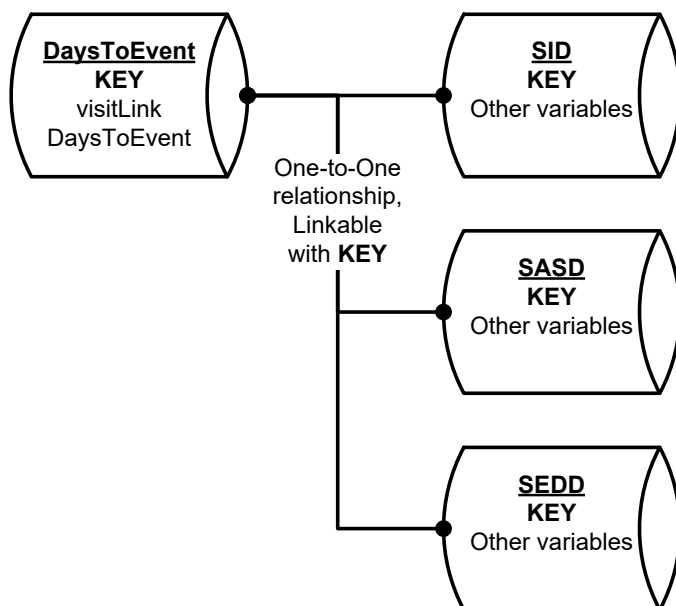 DaysToEvent
KEY
visitLink
DaysToEvent
SID
KEY
Other variables
One-to-One
relationship,
Linkable
with KEY
SASD
KEY
Other variables
SEDD
KEY
Other variables